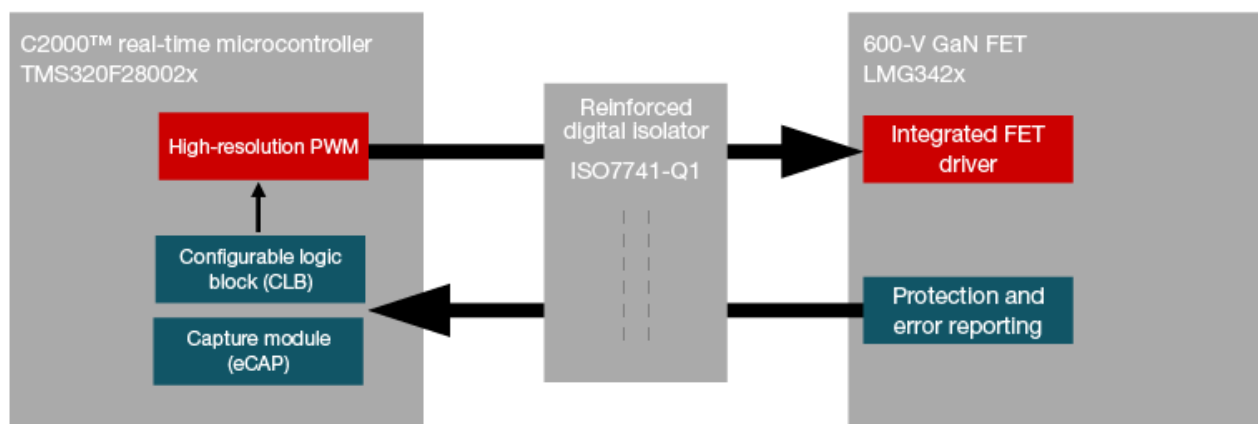 C2000™ real-time microcontroller
TMS320F28002x
High-resolution PWM
Configurable logic
block (CLB)
Capture module
(eCAP)
Reinforced
digital isolator
ISO7741-Q1
600-V GaN FET
LMG342x
Integrated FET
driver
Protection and
error reporting